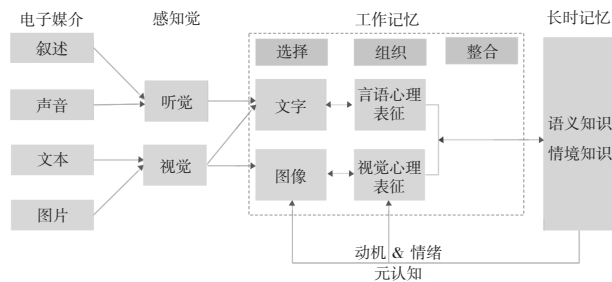 电子媒介 感知觉 工作记忆 长时记忆
叙述
声音
文本
图片
听觉
视觉
选择 组织 整合
文字
图像
言语心理
表征
视觉心理
表征
语义知识
情境知识
动机 & 情绪
元认知